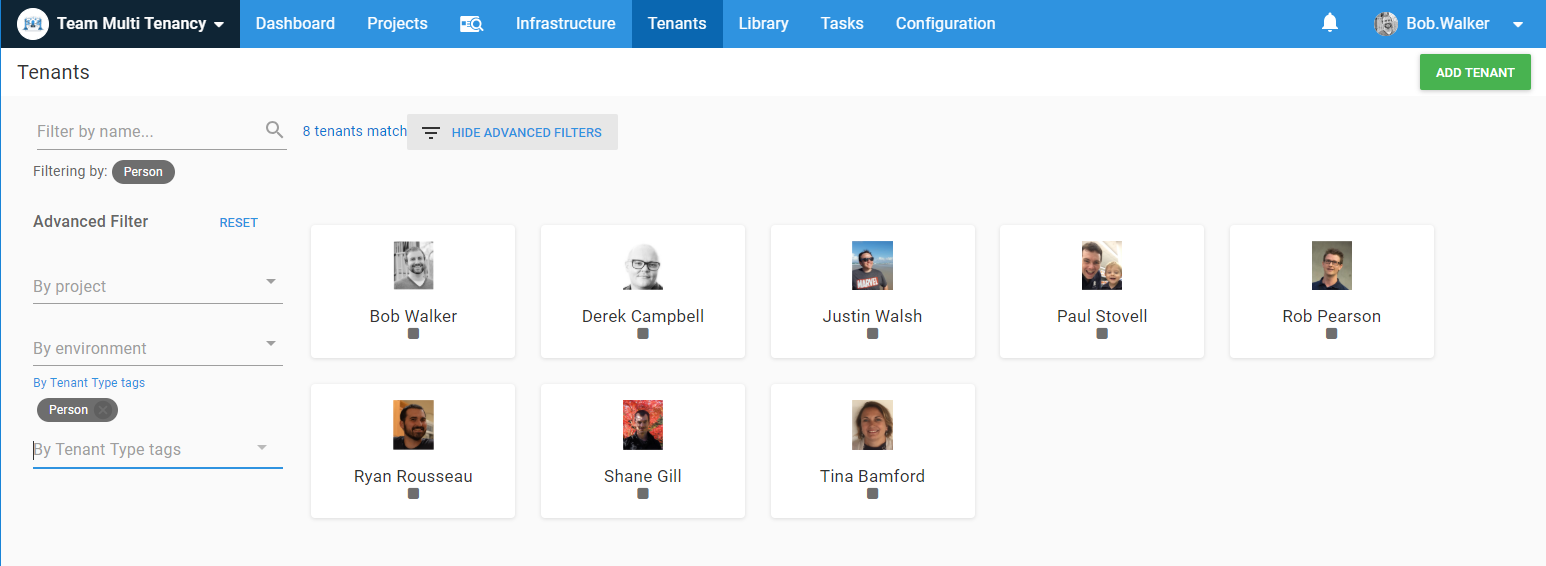 Team Multi Tenancy Dashboard Projects Infrastructure Tenants Library Tasks Configuration Bob.Walker
Tenants ADD TENANT
Filter by name... 8 tenants match HIDE ADVANCED FILTERS
Filtering by: Person
Advanced Filter RESET
By project
By environment
By Tenant Type tags
Person
By Tenant Type tags
Bob Walker Derek Campbell Justin Walsh Paul Stovell Rob Pearson
MARVEL
Ryan Rousseau Shane Gill Tina Bamford